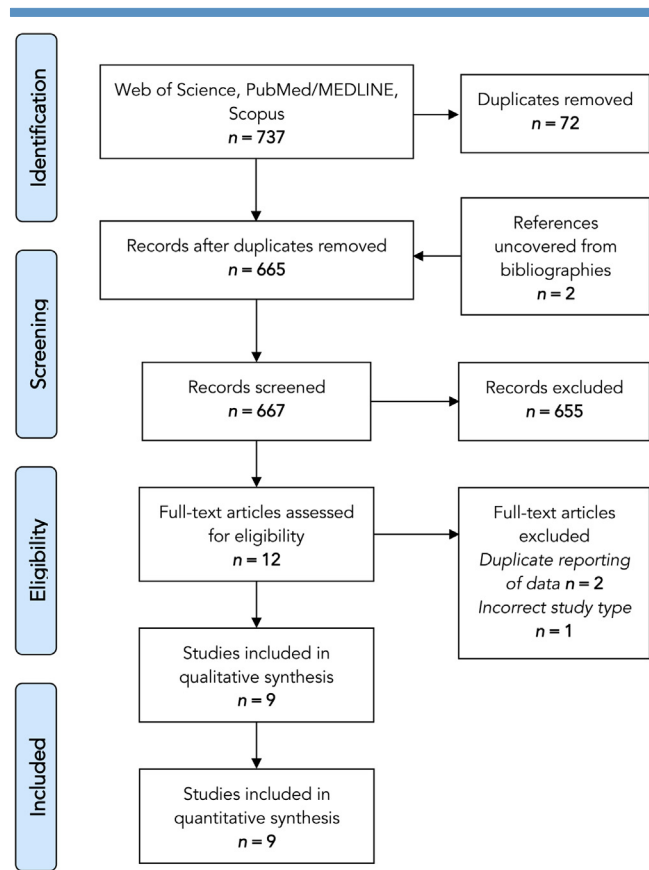 Identification
Web of Science, PubMed/MEDLINE,
Scopus
n = 737
Duplicates removed
n = 72
Records after duplicates removed
n = 665
References
uncovered from
bibliographies
n = 2
Screening
Records screened
n = 667
Records excluded
n = 655
Eligibility
Full-text articles assessed
for eligibility
n = 12
Full-text articles
excluded
Duplicate reporting
of data n = 2
Incorrect study type
n = 1
Studies included in
qualitative synthesis
n = 9
Included
Studies included in
quantitative synthesis
n = 9